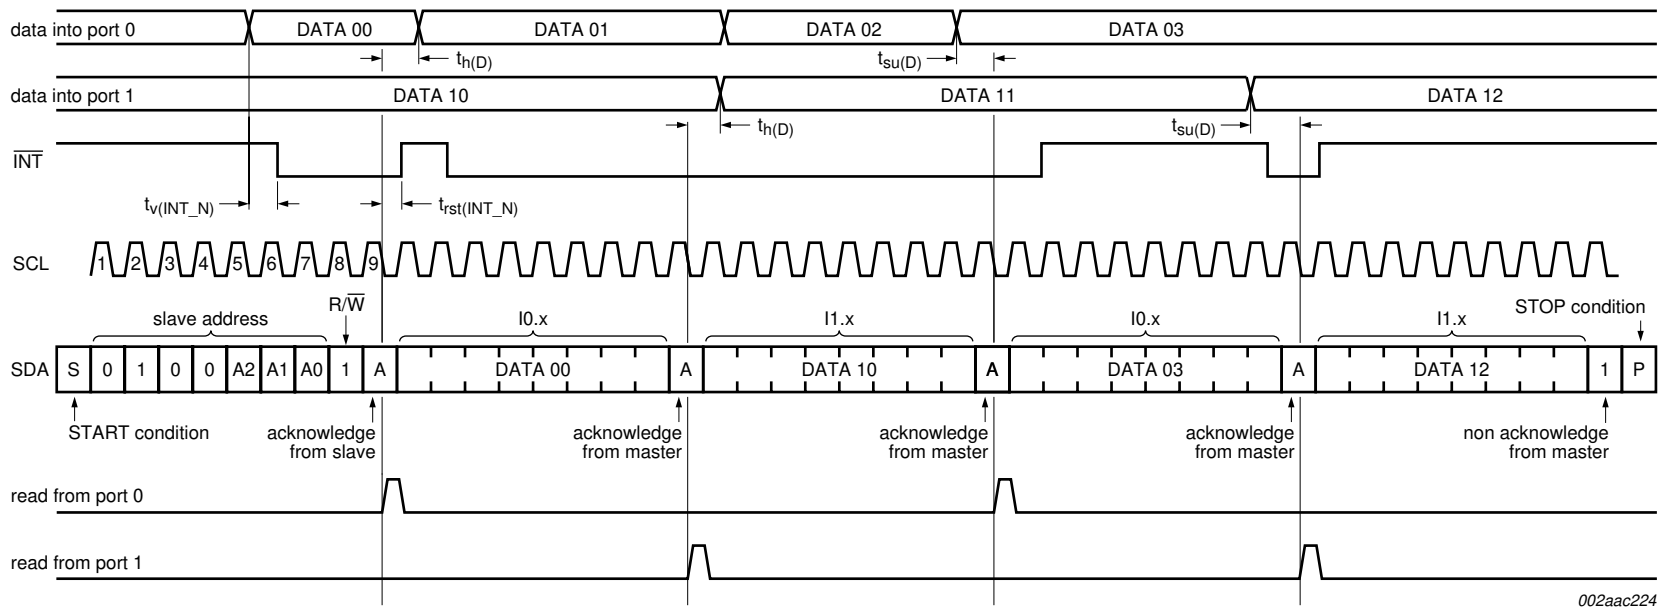 data into port 0 DATA 00 DATA 01 DATA 02 DATA 03
th(D) tsu(D)
data into port 1 DATA 10 DATA 11 DATA 12
th(D) tsu(D)
INT
tv(INT_N) trst(INT_N)
SCL 1 2 3 4 5 6 7 8 9
R/W STOP condition
slave address I0.x I1.x I0.x I1.x
SDA S 0 1 0 0 A2 A1 A0 1 A DATA 00 A DATA 10 A DATA 03 A DATA 12 1 P
START condition acknowledge acknowledge acknowledge acknowledge non acknowledge
from slave from master from master from master from master
read from port 0
read from port 1
002aac224